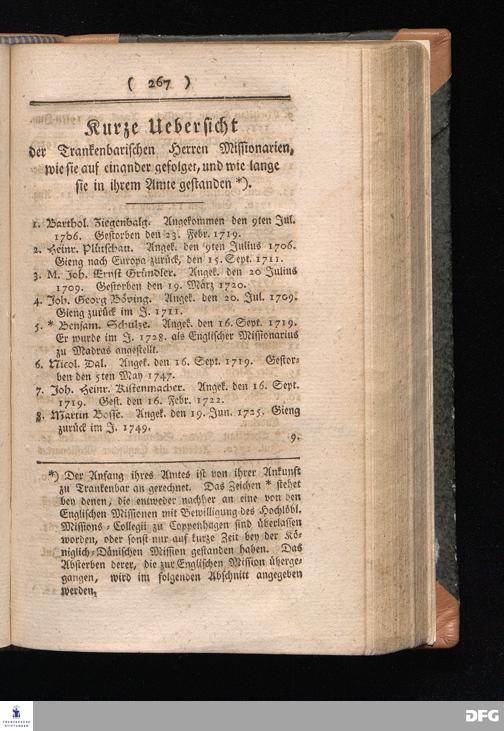 ( 267 )
Kurze Uebersicht
der Trankenbarischen Herren Missionarien,
wie sie auf einander gefolget, und wie lange
sie in ihrem Amte gestanden *).
1. Barthol. Ziegenbalg. Angekommen den 9ten Jul.
1706. Gestorben den 23. Febr. 1719.
2. Heinr. Plütschau. Angek. den 9ten Julius 1706.
Gieng nach Europa zurück, den 15. Sept. 1711.
3. M. Joh. Ernst Gründler. Angek. den 20 Julius
1709. Gestorben den 19. März 1720.
4. Joh. Georg Böving. Angek. den 20. Jul. 1709.
Gieng zurück im J. 1711.
5. * Benjam. Schulze. Angek. den 16. Sept. 1719.
Er wurde im J. 1728. als Englischer Missionarius
zu Madras angestellt.
6. Nicol. Dal. Angek. den 16. Sept. 1719. Gestor-
ben den 5ten May 1747.
7. Joh. Heinr. Kistenmacher. Angek. den 16. Sept.
1719. Gest. den 16. Febr. 1722.
8. Martin Bosse. Angek. den 19. Jun. 1725. Gieng
zurück im J. 1749.
9.
*) Der Anfang ihres Amtes ist von ihrer Ankunft
zu Trankenbar an gerechnet. Das Zeichen * stehet
bey denen, die entweder nachher an eine von den
Englischen Missionen mit Bewilligung des Hochlöbl.
Missions-Collegii zu Coppenhagen sind überlassen
worden, oder sonst nur auf kurze Zeit bey der Kö-
niglich-Dänischen Mission gestanden haben. Das
Absterben derer, die zur Englischen Mission überge-
gangen, wird im folgenden Abschnitt angegeben
werden.
FRANCKESCHE
STIFTUNGEN
DFG